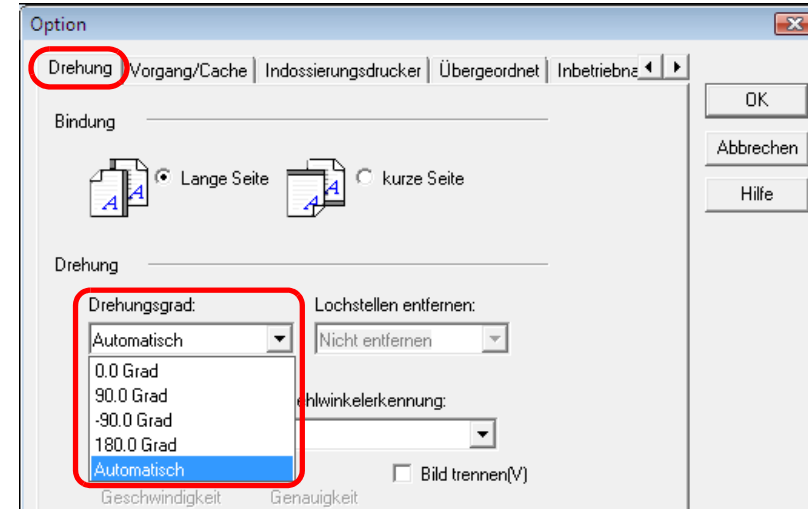 Option
Drehung Vorgang/Cache Indossierungsdrucker Übergeordnet
OK
Bindung
Abbrechen
Lange Seite kurze Seite
Hilfe
Drehung
Drehungsgrad: Lochstellen entfernen:
Automatisch Nicht entfernen
0.0 Grad
90.0 Grad
-90.0 Grad
180.0 Grad
Automatisch
Bild trennen(V)
Geschwindigkeit Genauigkeit